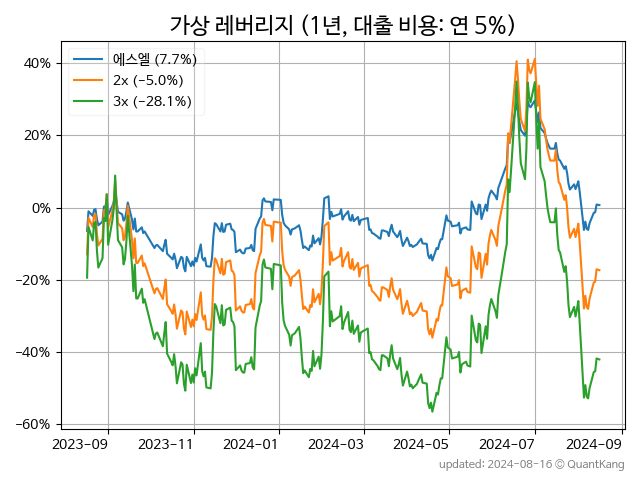 가상 레버리지 (1년, 대출 비용: 연 5%)
에스엘 (7.7%)
2x (−5.0%)
3x (−28.1%)
40%
20%
0%
−20%
−40%
−60%
2023-09 2023-11 2024-01 2024-03 2024-05 2024-07 2024-09
updated: 2024-08-16 © QuantKang